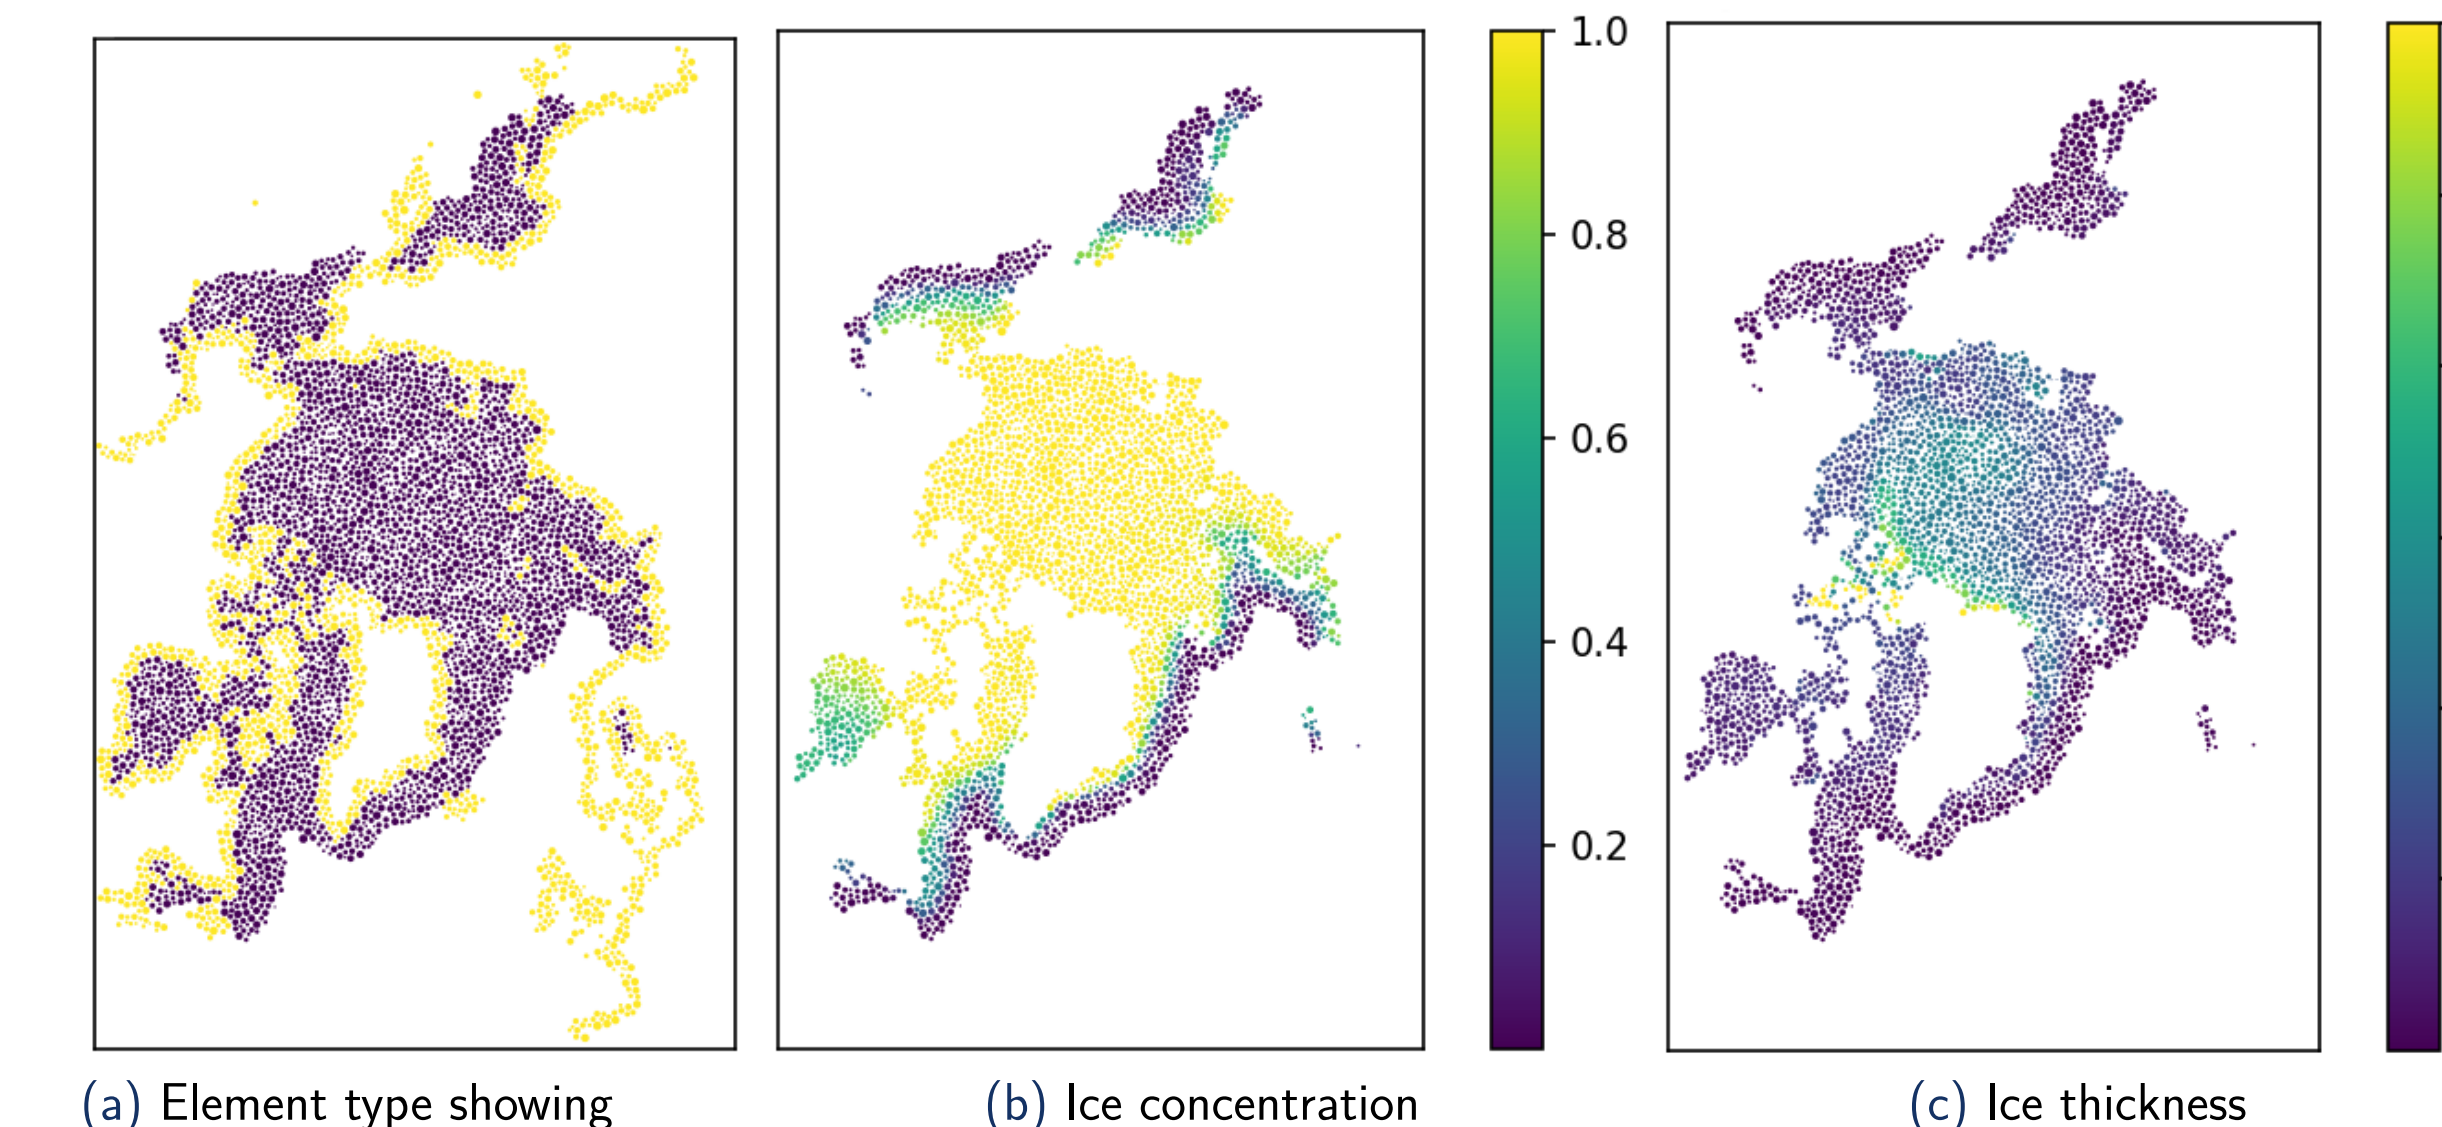 1.0
0.8
0.6
0.4
0.2
(a) Element type showing
(b) Ice concentration
(c) Ice thickness